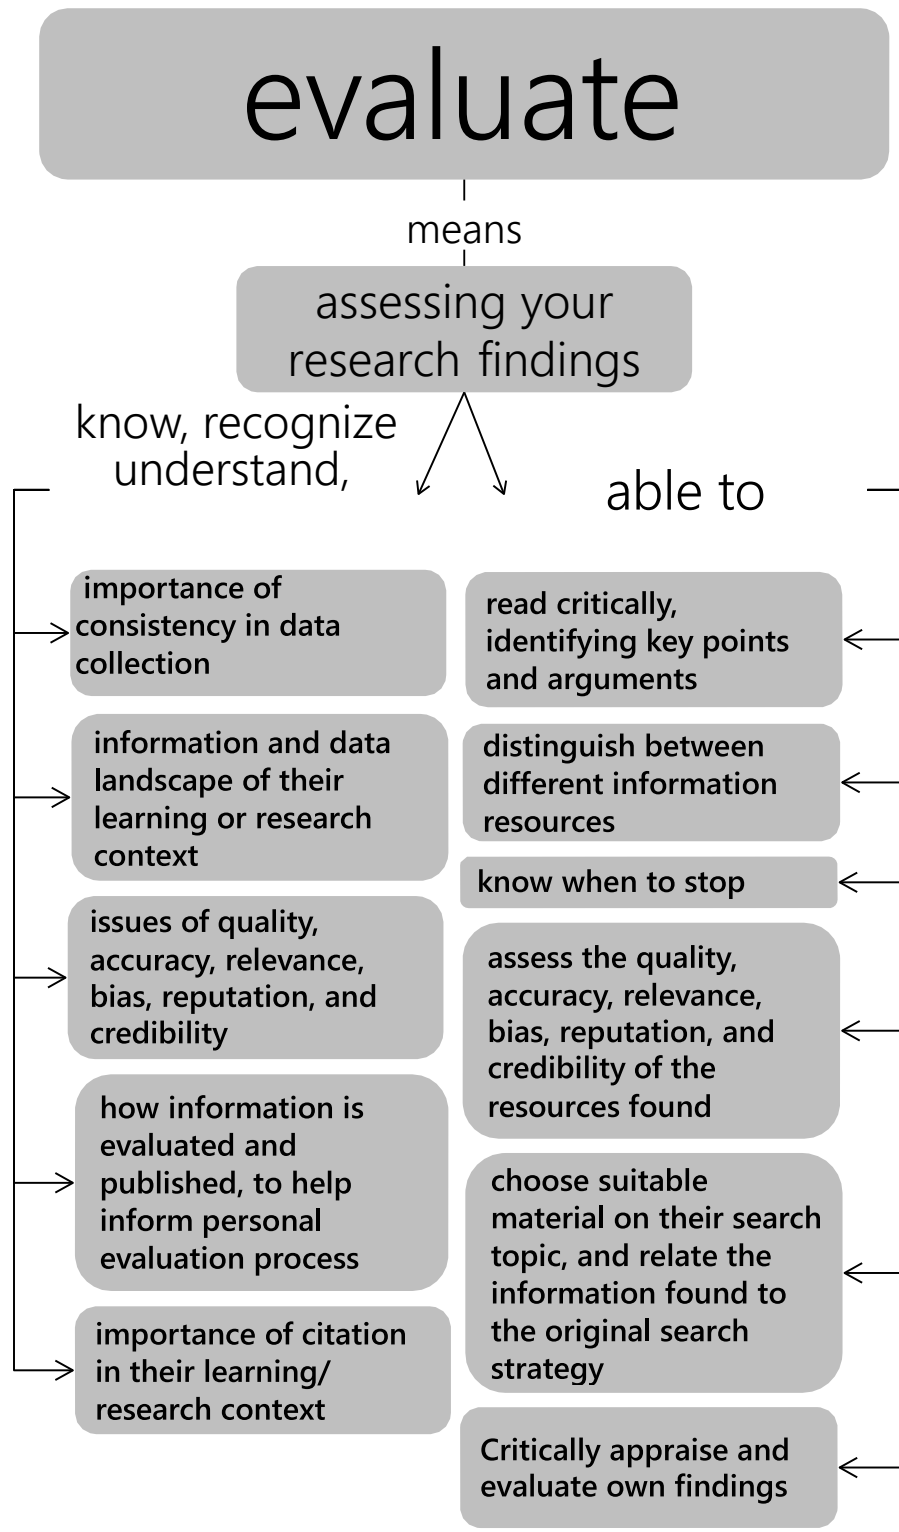 evaluate
means
assessing your
research findings
know, recognize
understand,
importance of
consistency in data
collection
information and data
landscape of their
learning or research
context
issues of quality,
accuracy, relevance,
bias, reputation, and
credibility
how information is
evaluated and
published, to help
inform personal
evaluation process
importance of citation
in their learning/
research context
able to
read critically,
identifying key points
and arguments
distinguish between
different information
resources
know when to stop
assess the quality,
accuracy, relevance,
bias, reputation, and
credibility of the
resources found
choose suitable
material on their search
topic, and relate the
information found to
the original search
strategy
Critically appraise and
evaluate own findings